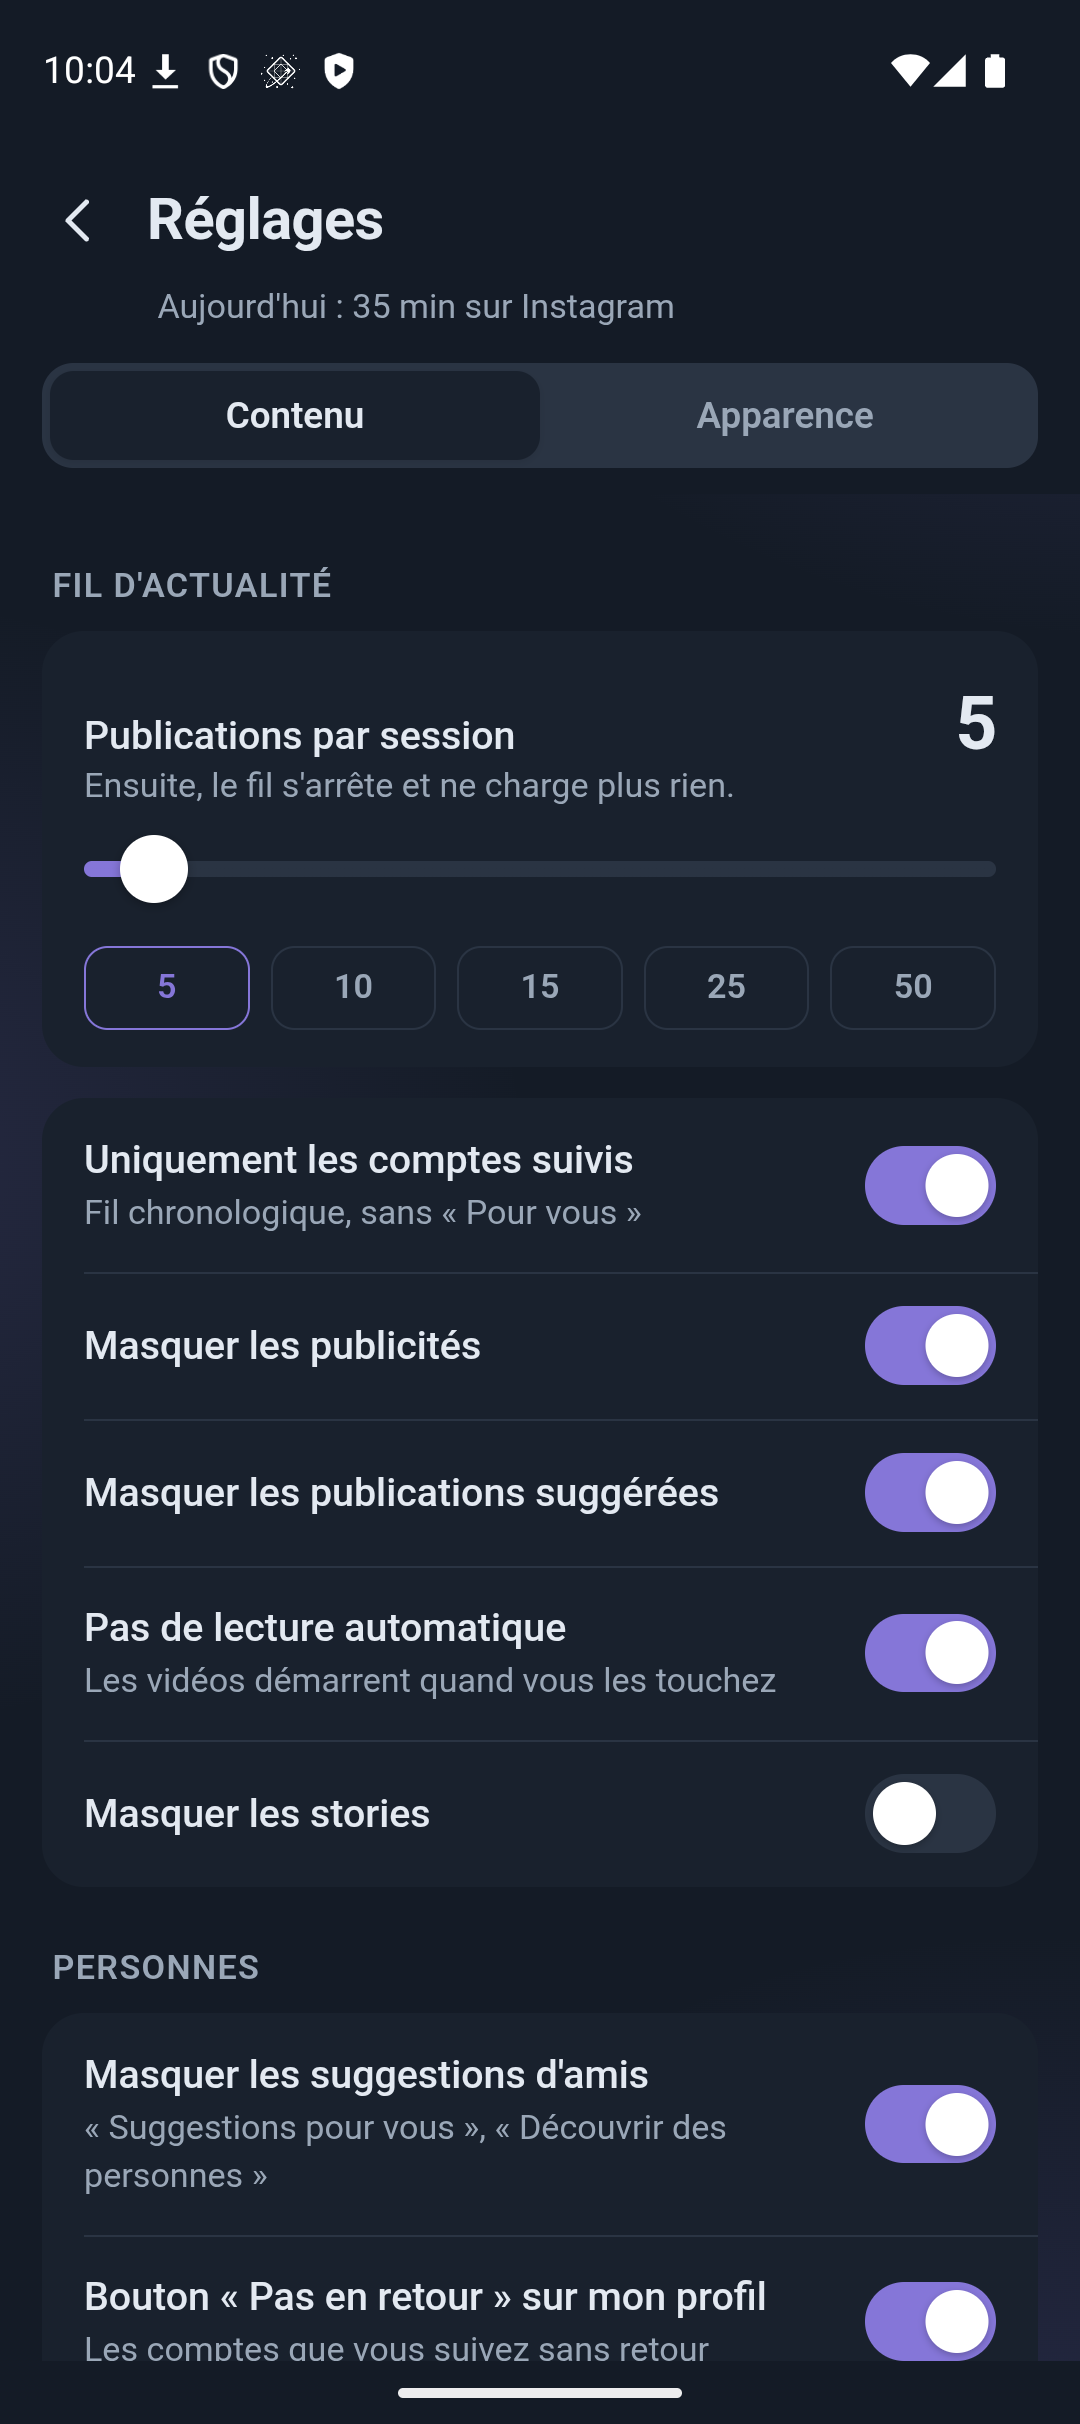 10:04
Réglages
Aujourd'hui : 35 min sur Instagram
Contenu
Apparence
FIL D'ACTUALITÉ
Publications par session
5
Ensuite, le fil s'arrête et ne charge plus rien.
5
10
15
25
50
Uniquement les comptes suivis
Fil chronologique, sans « Pour vous »
Masquer les publicités
Masquer les publications suggérées
Pas de lecture automatique
Les vidéos démarrent quand vous les touchez
Masquer les stories
PERSONNES
Masquer les suggestions d'amis
« Suggestions pour vous », « Découvrir des
personnes »
Bouton « Pas en retour » sur mon profil
Les comptes que vous suivez sans retour